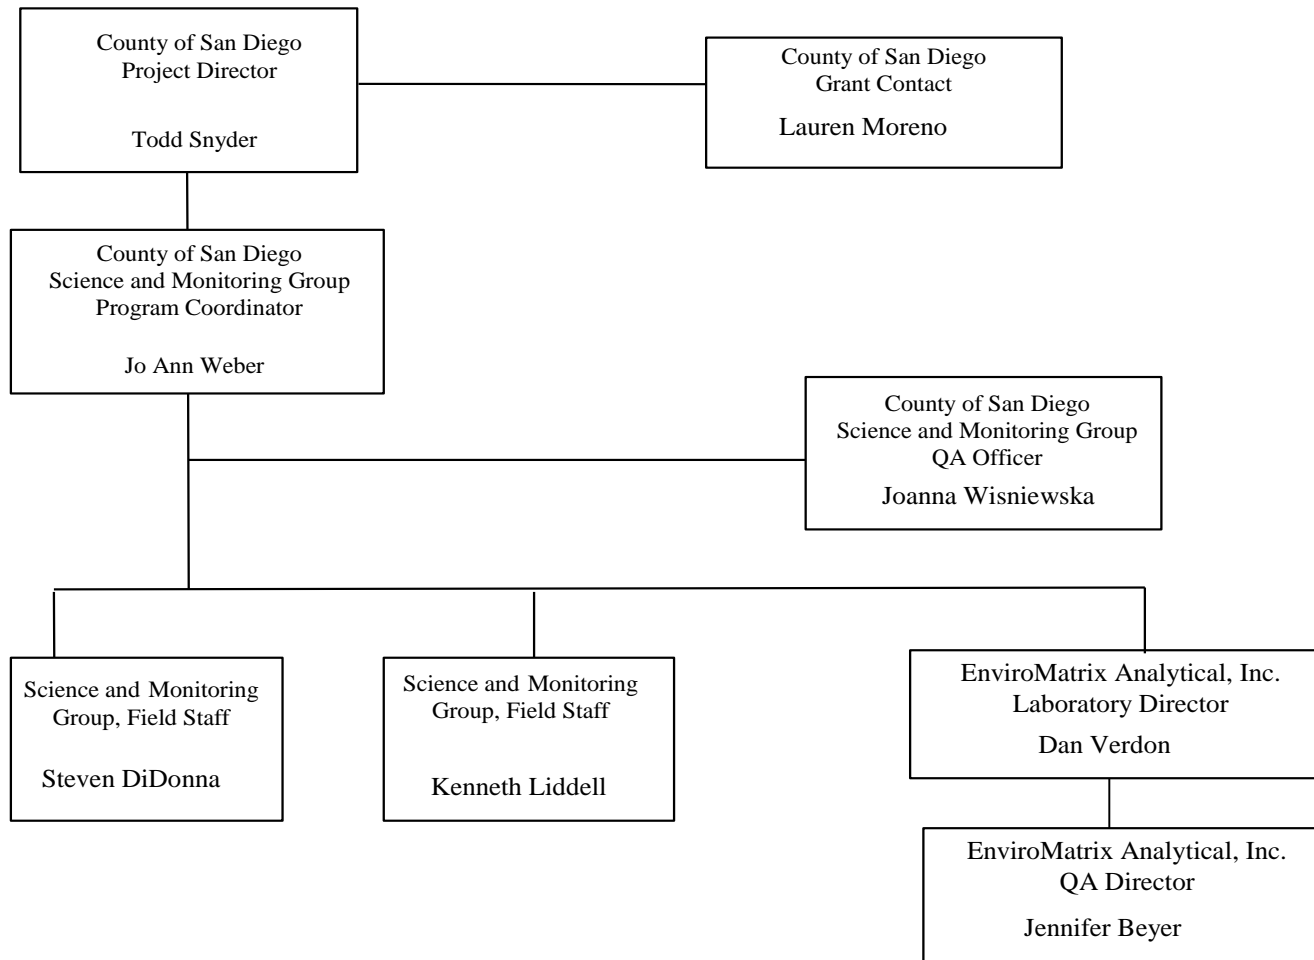 County of San Diego
Project Director
Todd Snyder
County of San Diego
Grant Contact
Lauren Moreno
County of San Diego
Science and Monitoring Group
Program Coordinator
Jo Ann Weber
County of San Diego
Science and Monitoring Group
QA Officer
Joanna Wisniewska
Science and Monitoring
Group, Field Staff
Steven DiDonna
Science and Monitoring
Group, Field Staff
Kenneth Liddell
EnviroMatrix Analytical, Inc.
Laboratory Director
Dan Verdon
EnviroMatrix Analytical, Inc.
QA Director
Jennifer Beyer